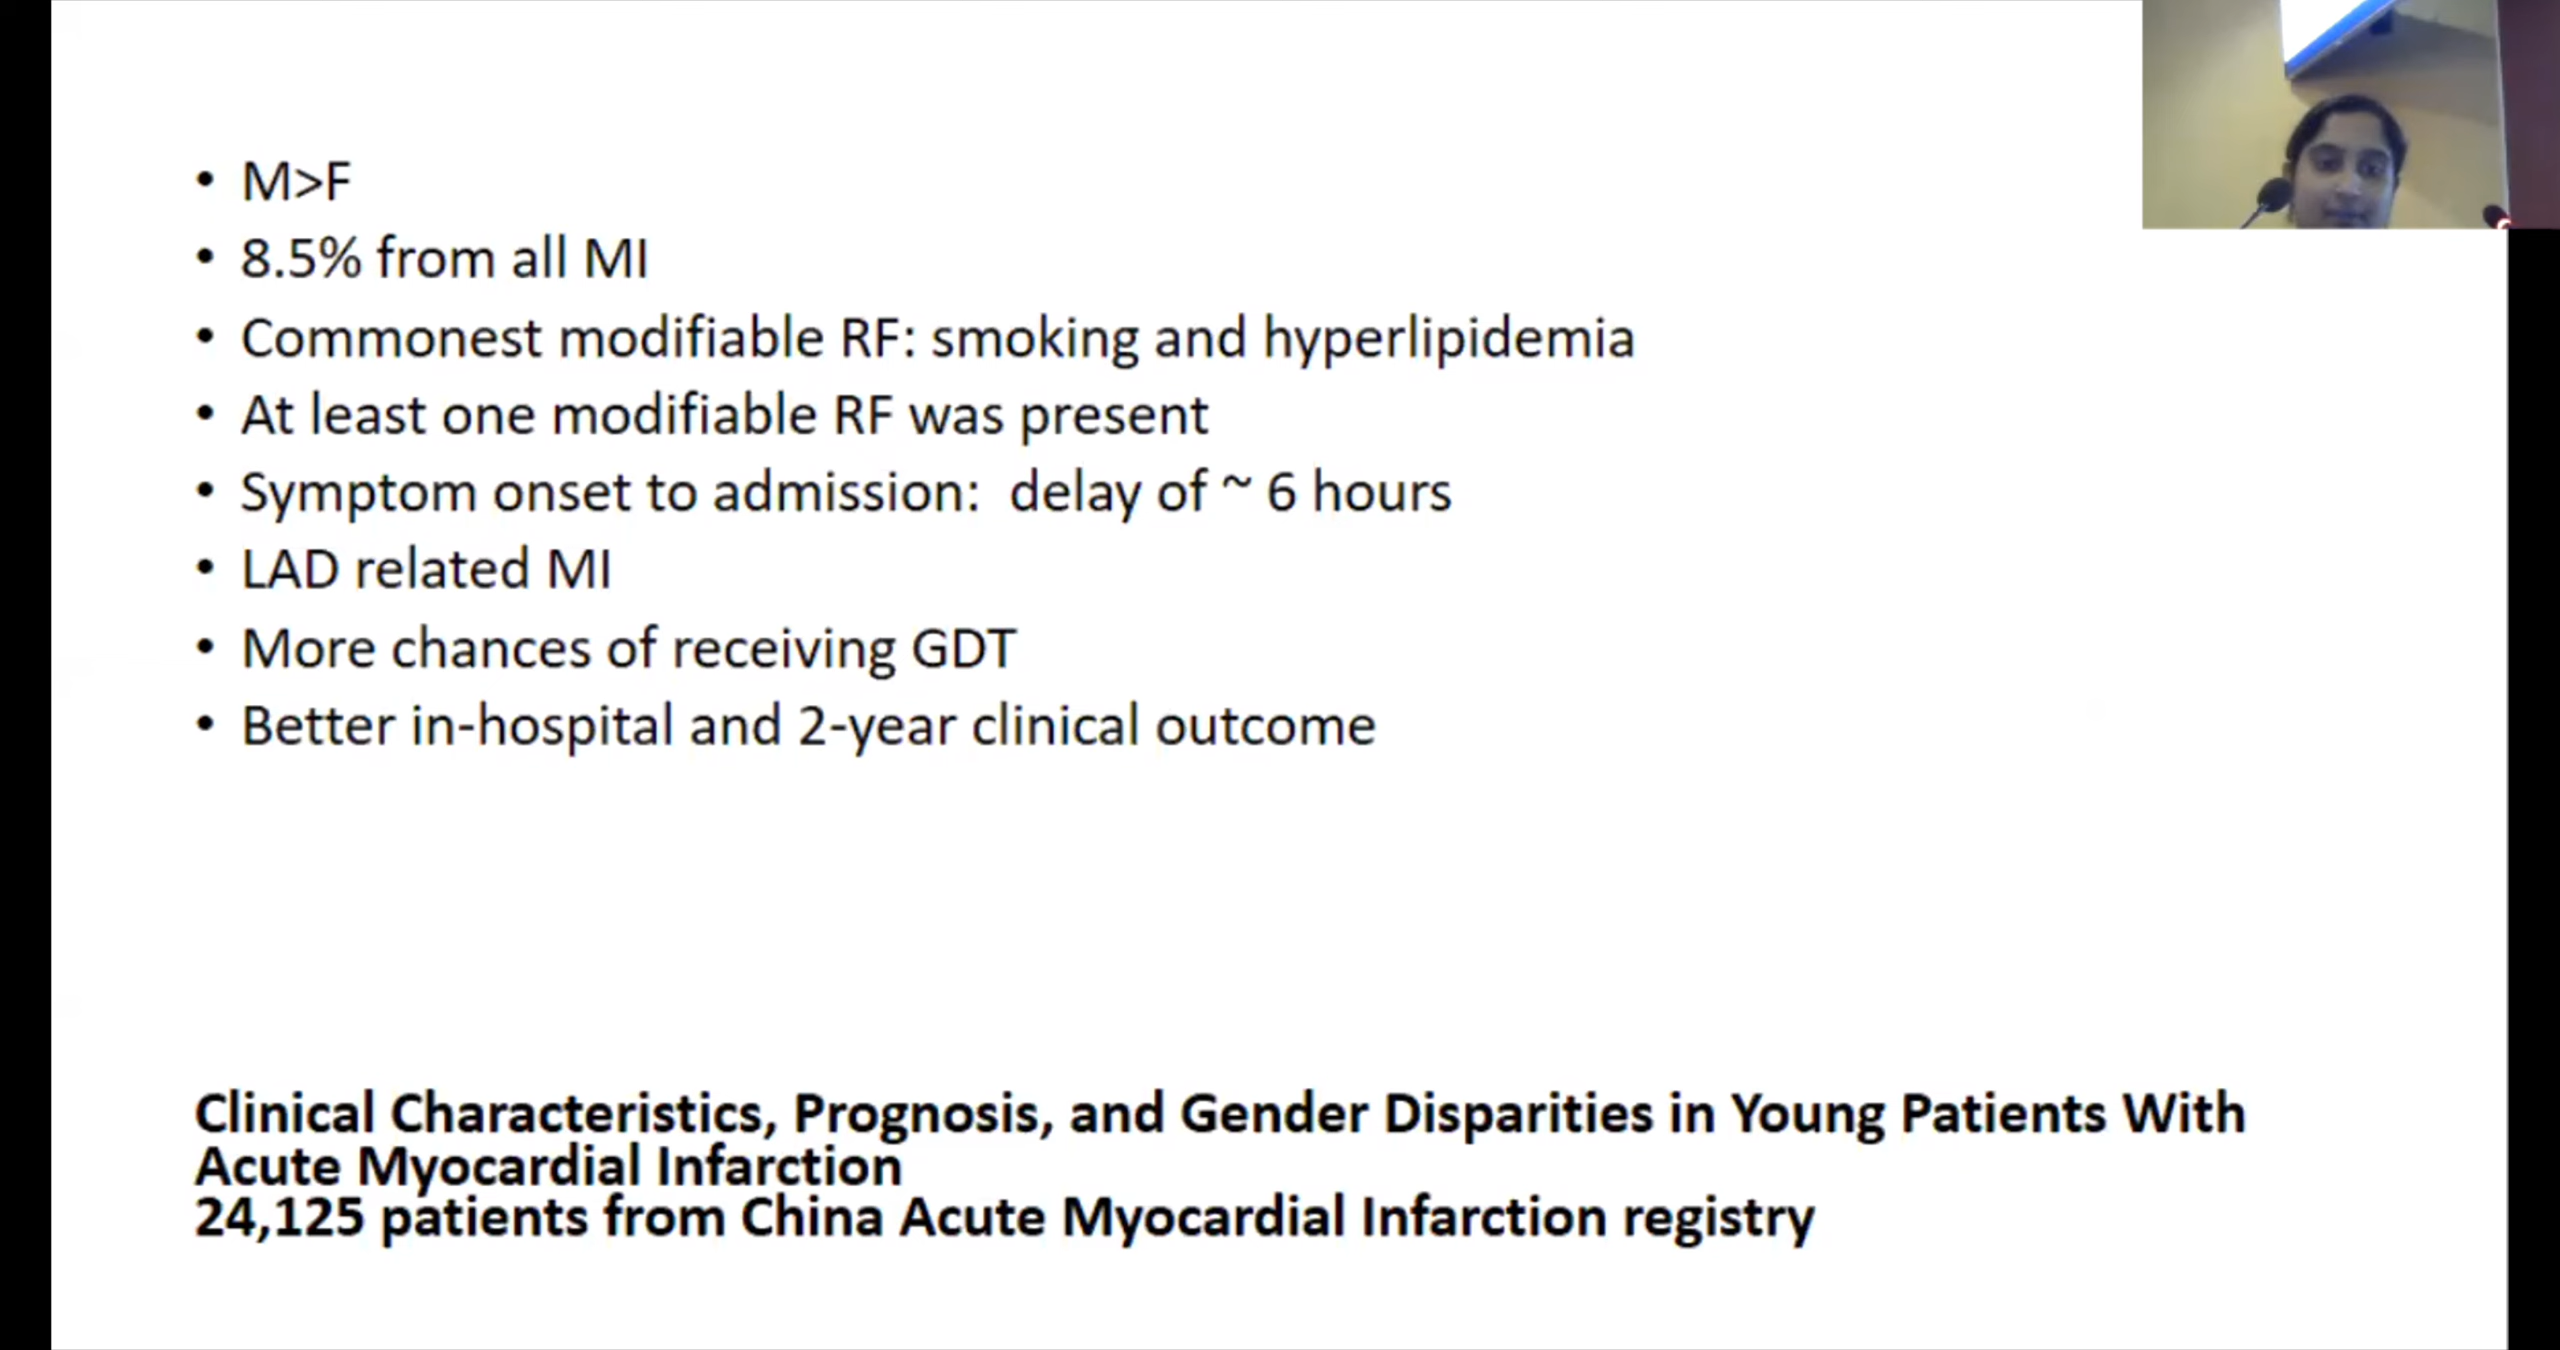 • M>F
• 8.5% from all MI
• Commonest modifiable RF: smoking and hyperlipidemia
• At least one modifiable RF was present
• Symptom onset to admission:  delay of ~ 6 hours
• LAD related MI
• More chances of receiving GDT
• Better in-hospital and 2-year clinical outcome
Clinical Characteristics, Prognosis, and Gender Disparities in Young Patients With
Acute Myocardial Infarction
24,125 patients from China Acute Myocardial Infarction registry